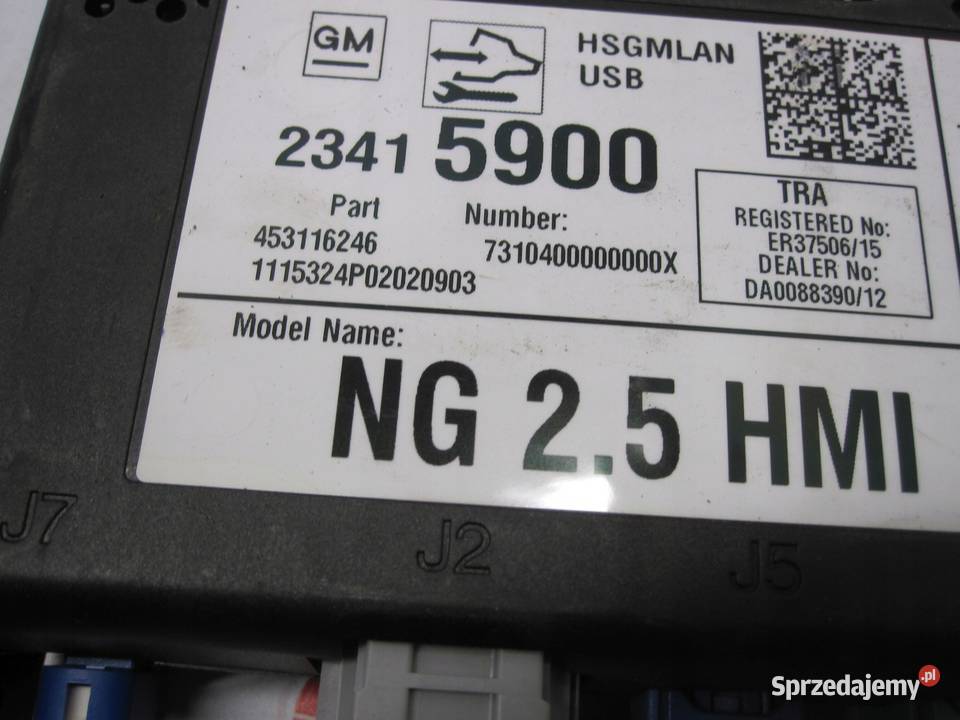 GM
HSGMLAN
USB
2341 5900
Part Number:
453116246 7310400000000X
1115324P02020903
TRA
REGISTERED No:
ER37506/15
DEALER No:
DA0088390/12
Model Name:
NG 2.5 HMI
J7 J2 J5
Sprzedajemy.pl